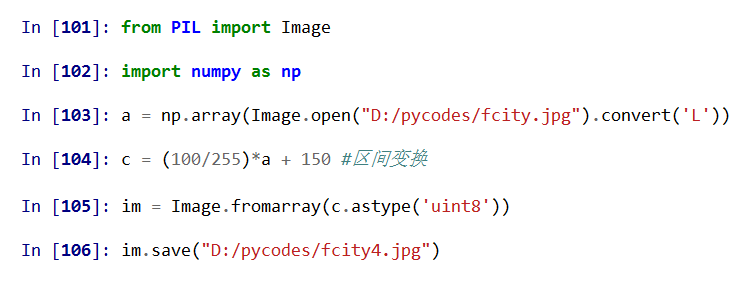 In [101]: from PIL import Image
In [102]: import numpy as np
In [103]: a = np.array(Image.open("D:/pycodes/fcity.jpg").convert('L'))
In [104]: c = (100/255)*a + 150 #区间变换
In [105]: im = Image.fromarray(c.astype('uint8'))
In [106]: im.save("D:/pycodes/fcity4.jpg")